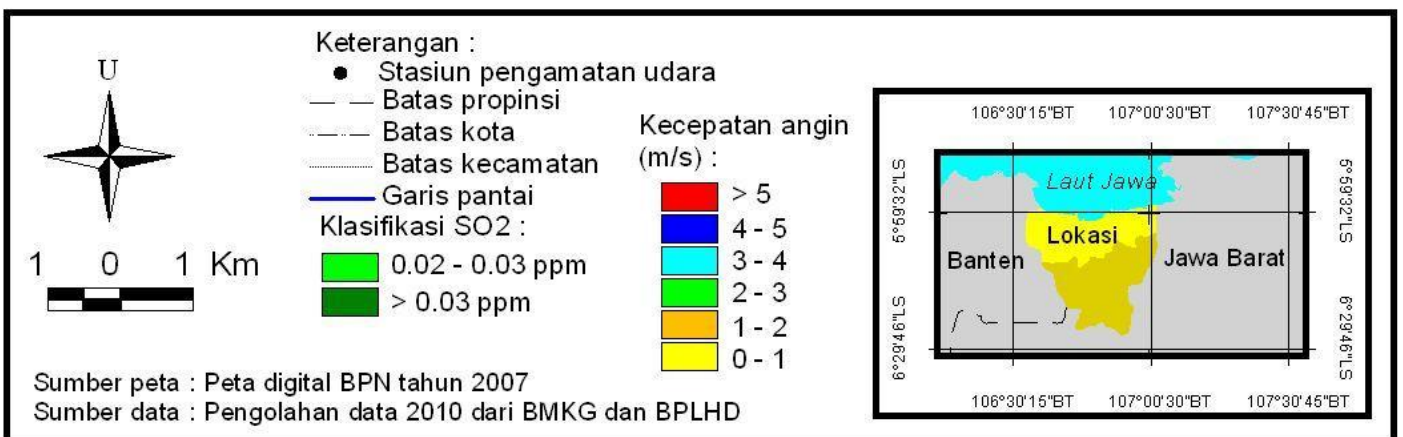 U
1 0 1 Km
Keterangan :
Stasiun pengamatan udara
Batas propinsi
Batas kota
Batas kecamatan
Garis pantai
Klasifikasi SO2 :
0.02 - 0.03 ppm
> 0.03 ppm
Kecepatan angin
(m/s) :
> 5
4 - 5
3 - 4
2 - 3
1 - 2
0 - 1
Sumber peta : Peta digital BPN tahun 2007
Sumber data : Pengolahan data 2010 dari BMKG dan BPLHD
106°30'15"BT 107°00'30"BT 107°30'45"BT
5°59'32"LS
5°59'32"LS
Laut Jawa
Lokasi
Banten
Jawa Barat
6°29'46"LS
6°29'46"LS
106°30'15"BT 107°00'30"BT 107°30'45"BT